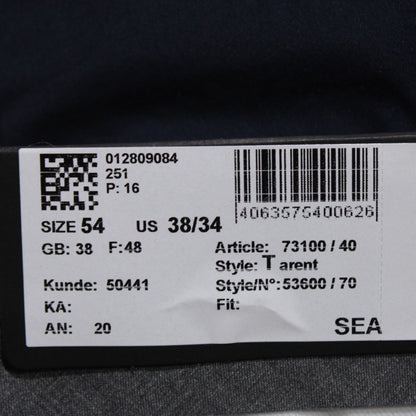 012809084
251
P: 16
4063575400626
SIZE 54 US 38/34
GB: 38 F: 48
Article: 73100 / 40
Style: Tarent
Kunde: 50441
Style/N°: 53600 / 70
KA:
Fit:
AN: 20
SEA